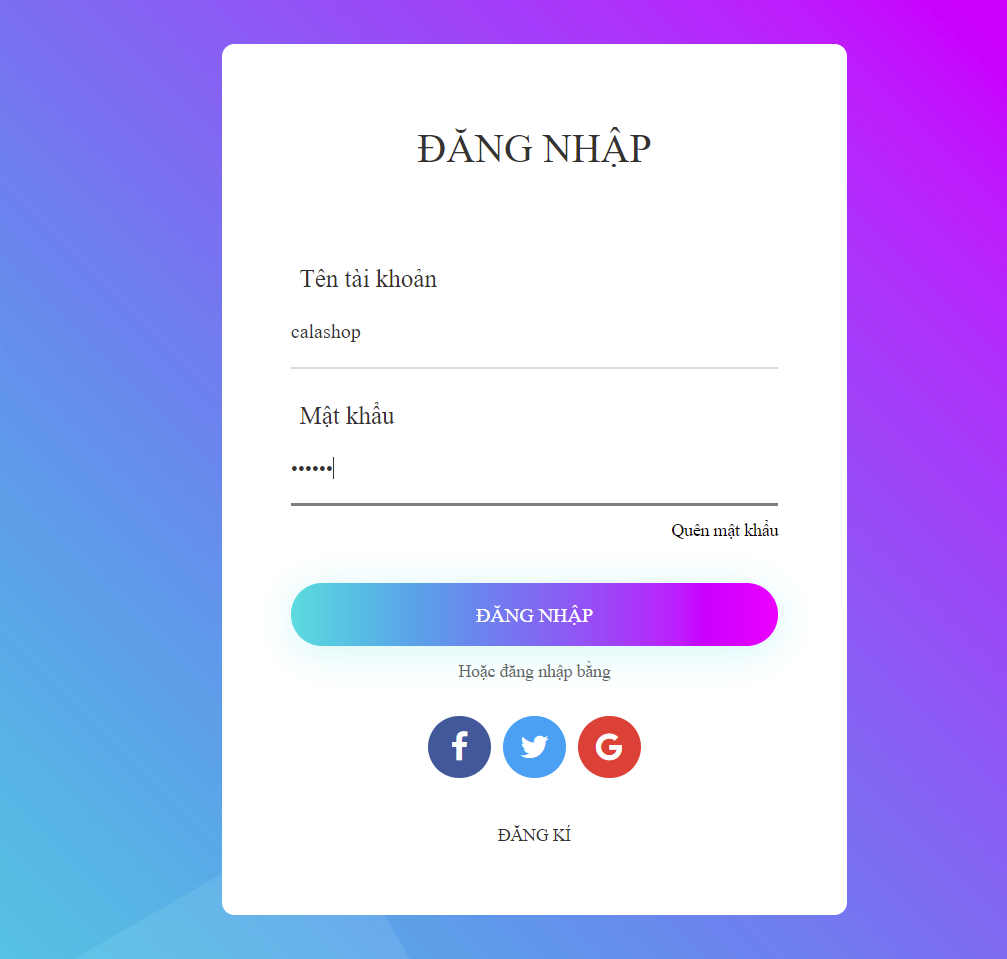 ĐĂNG NHẬP
Tên tài khoản
calashop
Mật khẩu
••••••
Quên mật khẩu
ĐĂNG NHẬP
Hoặc đăng nhập bằng
ĐĂNG KÍ